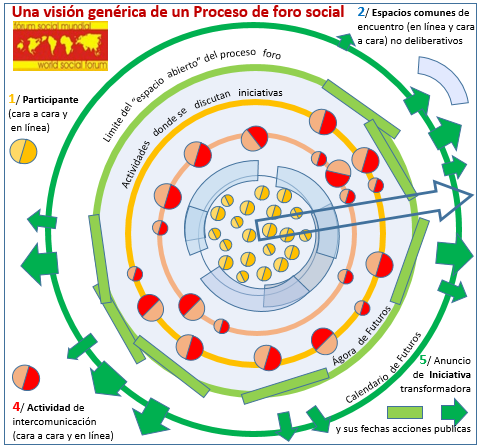 Una visión genérica de un Proceso de foro social
fórum social mundial
world social forum
2/ Espacios comunes de
encuentro (en línea y cara
a cara) no deliberativos
1/ Participante
(cara a cara y
en línea)
Límite del "espacio abierto" del proceso foro
Actividades donde se discutan iniciativas
Ágora de Futuros
Calendario de Futuros
5/ Anuncio
de Iniciativa
transformadora
y sus fechas acciones publicas
4/ Actividad de
intercomunicación
(cara a cara y en línea)